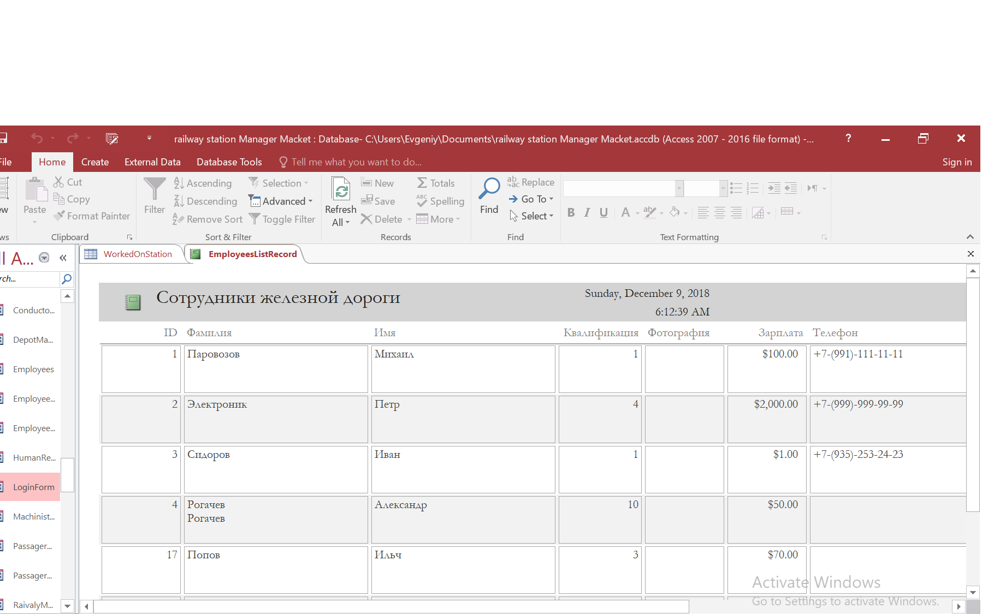 railway station Manager Macket : Database- C:\Users\Evgeniy\Documents\railway station Manager Macket.accdb (Access 2007 - 2016 file format) -...
?
Home Create External Data Database Tools Tell me what you want to do... Sign in
Cut
Copy
Format Painter
Paste
Clipboard
Filter
Ascending
Descending
Remove Sort
Selection
Advanced
Toggle Filter
Sort & Filter
Refresh
All
New
Save
Delete
Totals
Spelling
More
Records
Find
Replace
Go To
Select
Find
B I U A
Text Formatting
A...
WorkedOnStation
EmployeesListRecord
Conducto...
DepotMa...
Employees
Employee...
Employee...
HumanRe...
LoginForm
Machinist...
Passager...
Passager...
RaivalyM...
Сотрудники железной дороги
Sunday, December 9, 2018
6:12:39 AM
ID Фамилия Имя Квалификация Фотография Зарплата Телефон
1 Паровозов Михаил 1 $100.00 +7-(991)-111-11-11
2 Электроник Петр 4 $2,000.00 +7-(999)-999-99-99
3 Сидоров Иван 1 $1.00 +7-(935)-253-24-23
4 Рогачев Александр 10 $50.00
Рогачев
17 Попов Ильч 3 $70.00
Activate Windows
Go to Settings to activate Windows.